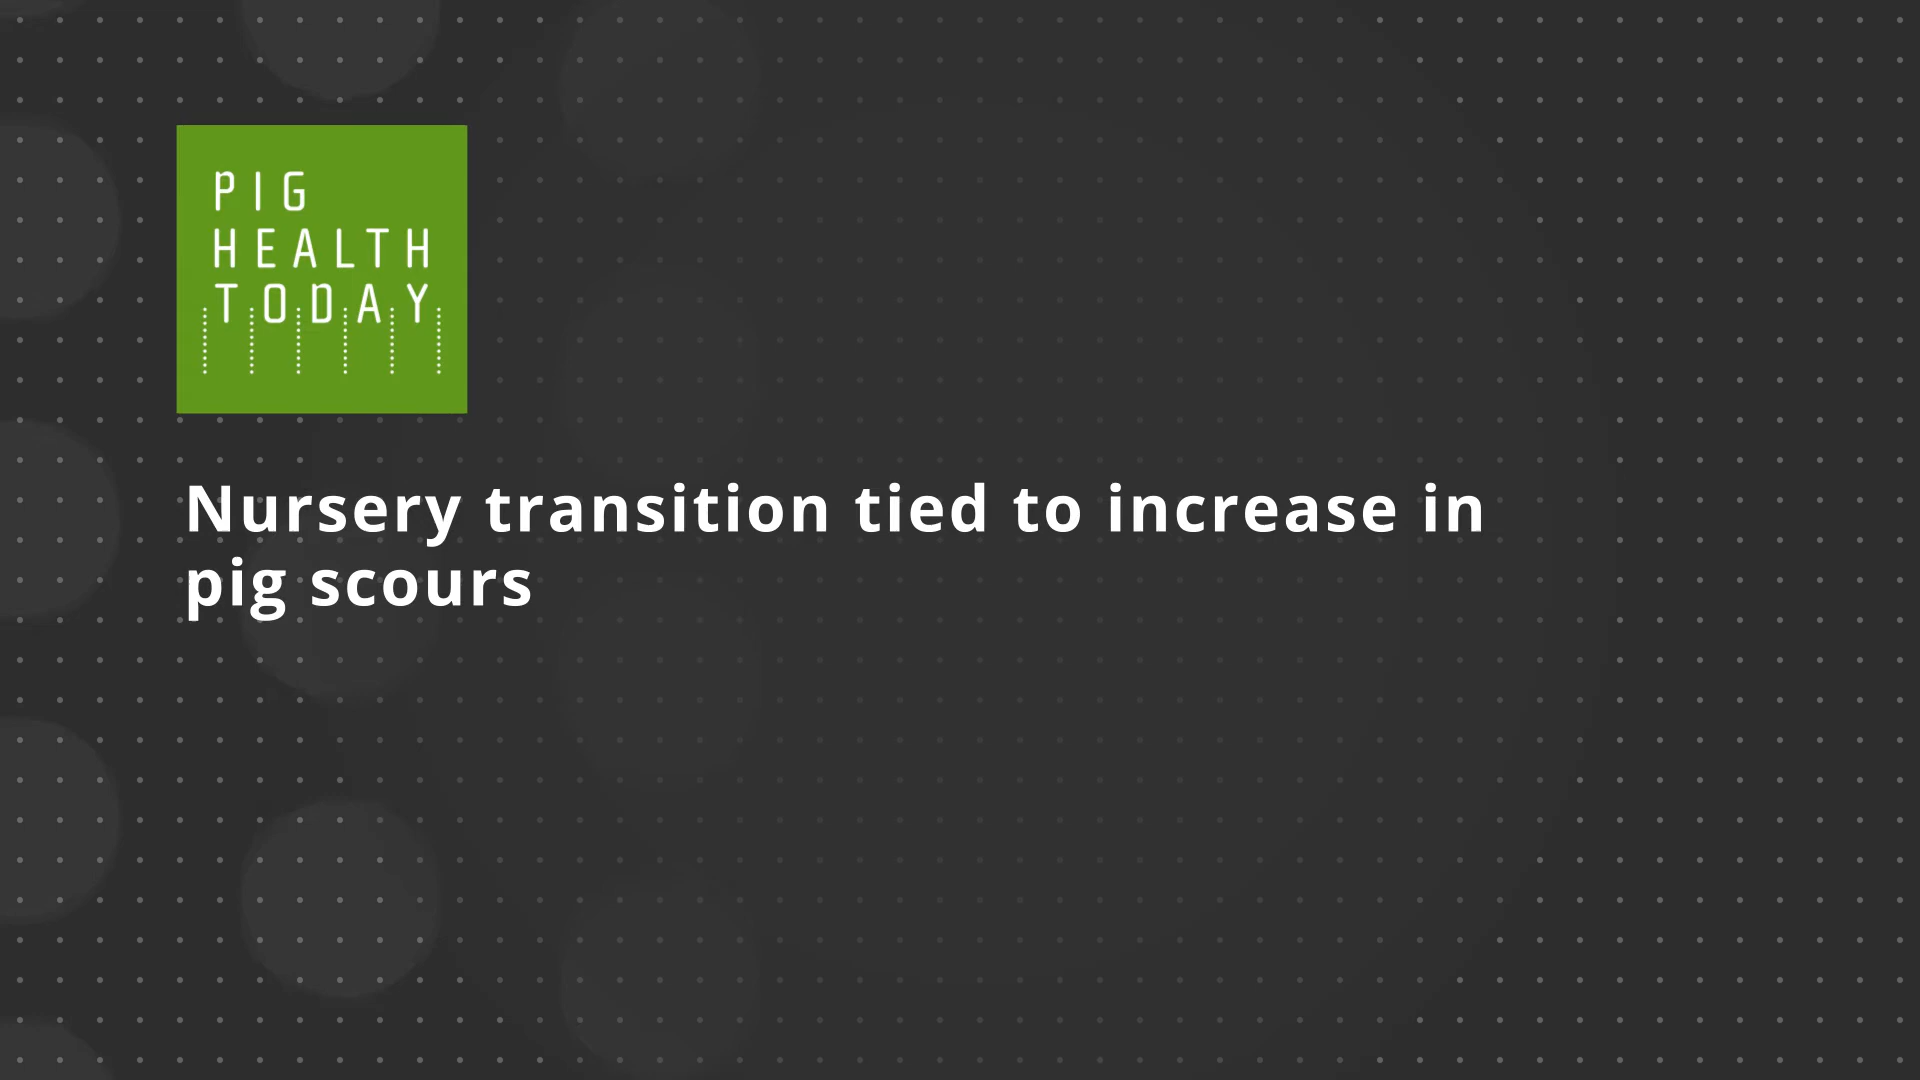 PIG
HEALTH
TODAY
Nursery transition tied to increase in
pig scours